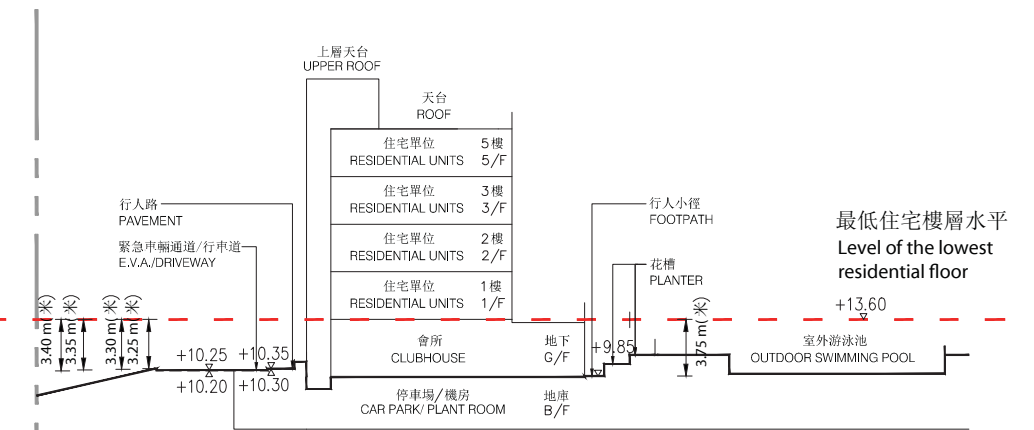 上層天台
UPPER ROOF
天台
ROOF
住宅單位 5樓
RESIDENTIAL UNITS 5/F
住宅單位 3樓
RESIDENTIAL UNITS 3/F
住宅單位 2樓
RESIDENTIAL UNITS 2/F
住宅單位 1樓
RESIDENTIAL UNITS 1/F
行人路
PAVEMENT
緊急車輛通道/行車道
E.V.A./DRIVEWAY
行人小徑
FOOTPATH
花槽
PLANTER
最低住宅樓層水平
Level of the lowest
residential floor
+13.60
3.40m(米)
3.35m(米)
3.30m(米)
3.25m(米)
+10.25 +10.35
+10.20 +10.30
會所 地下
CLUBHOUSE G/F
+9.85
3.75m(米)
室外游泳池
OUTDOOR SWIMMING POOL
停車場/機房 地庫
CAR PARK/ PLANT ROOM B/F